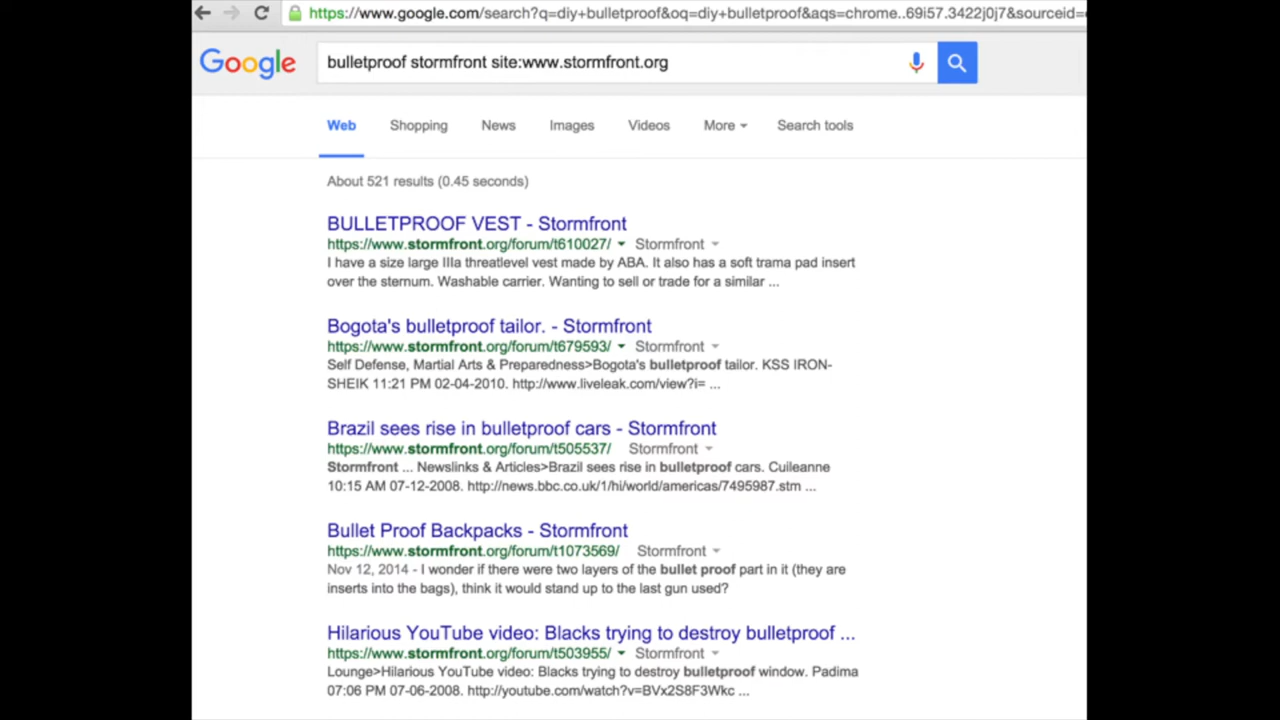 https://www.google.com/search?q=diy+bulletproof&oq=diy+bulletproof&aqs=chrome..69i57.3422j0j7&sourceid=
Google
bulletproof stormfront site:www.stormfront.org
Web Shopping News Images Videos More Search tools
About 521 results (0.45 seconds)
BULLETPROOF VEST - Stormfront
https://www.stormfront.org/forum/t610027/ Stormfront
I have a size large IIIa threatlevel vest made by ABA. It also has a soft trama pad insert
over the sternum. Washable carrier. Wanting to sell or trade for a similar ...
Bogota's bulletproof tailor. - Stormfront
https://www.stormfront.org/forum/t679593/ Stormfront
Self Defense, Martial Arts & Preparedness>Bogota's bulletproof tailor. KSS IRON-
SHEIK 11:21 PM 02-04-2010. http://www.liveleak.com/view?i= ...
Brazil sees rise in bulletproof cars - Stormfront
https://www.stormfront.org/forum/t505537/ Stormfront
Stormfront ... Newslinks & Articles>Brazil sees rise in bulletproof cars. Cuileanne
10:15 AM 07-12-2008. http://news.bbc.co.uk/1/hi/world/americas/7495987.stm ...
Bullet Proof Backpacks - Stormfront
https://www.stormfront.org/forum/t1073569/ Stormfront
Nov 12, 2014 - I wonder if there were two layers of the bullet proof part in it (they are
inserts into the bags), think it would stand up to the last gun used?
Hilarious YouTube video: Blacks trying to destroy bulletproof ...
https://www.stormfront.org/forum/t503955/ Stormfront
Lounge>Hilarious YouTube video: Blacks trying to destroy bulletproof window. Padima
07:06 PM 07-06-2008. http://youtube.com/watch?v=BVx2S8F3Wkc ...